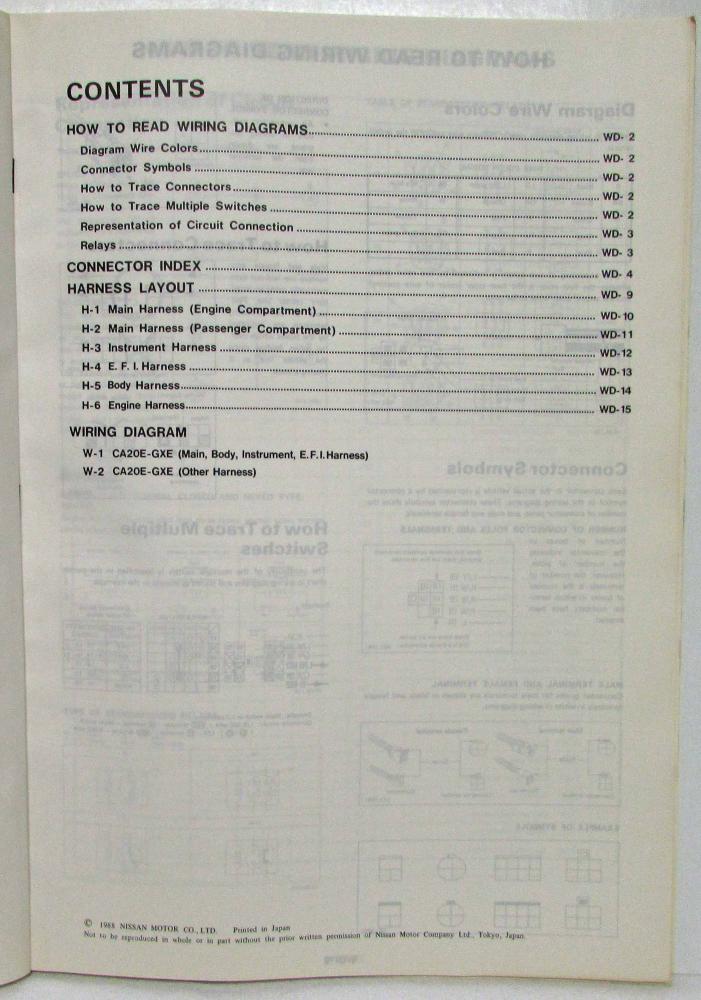 CONTENTS
HOW TO READ WIRING DIAGRAMS.......... WD- 2
Diagram Wire Colors.......... WD- 2
Connector Symbols .......... WD- 2
How to Trace Connectors.......... WD- 2
How to Trace Multiple Switches .......... WD- 2
Representation of Circuit Connection .......... WD- 3
Relays .......... WD- 3
CONNECTOR INDEX .......... WD- 4
HARNESS LAYOUT .......... WD- 9
H-1 Main Harness (Engine Compartment) .......... WD-10
H-2 Main Harness (Passenger Compartment) .......... WD-11
H-3 Instrument Harness .......... WD-12
H-4 E. F. I. Harness .......... WD-13
H-5 Body Harness.......... WD-14
H-6 Engine Harness.......... WD-15
WIRING DIAGRAM
W-1 CA20E-GXE (Main, Body, Instrument, E.F.I. Harness)
W-2 CA20E-GXE (Other Harness)
© 1988 NISSAN MOTOR CO., LTD. Printed in Japan
Not to be reproduced in whole or in part without the prior written permission of Nissan Motor Company Ltd., Tokyo, Japan.